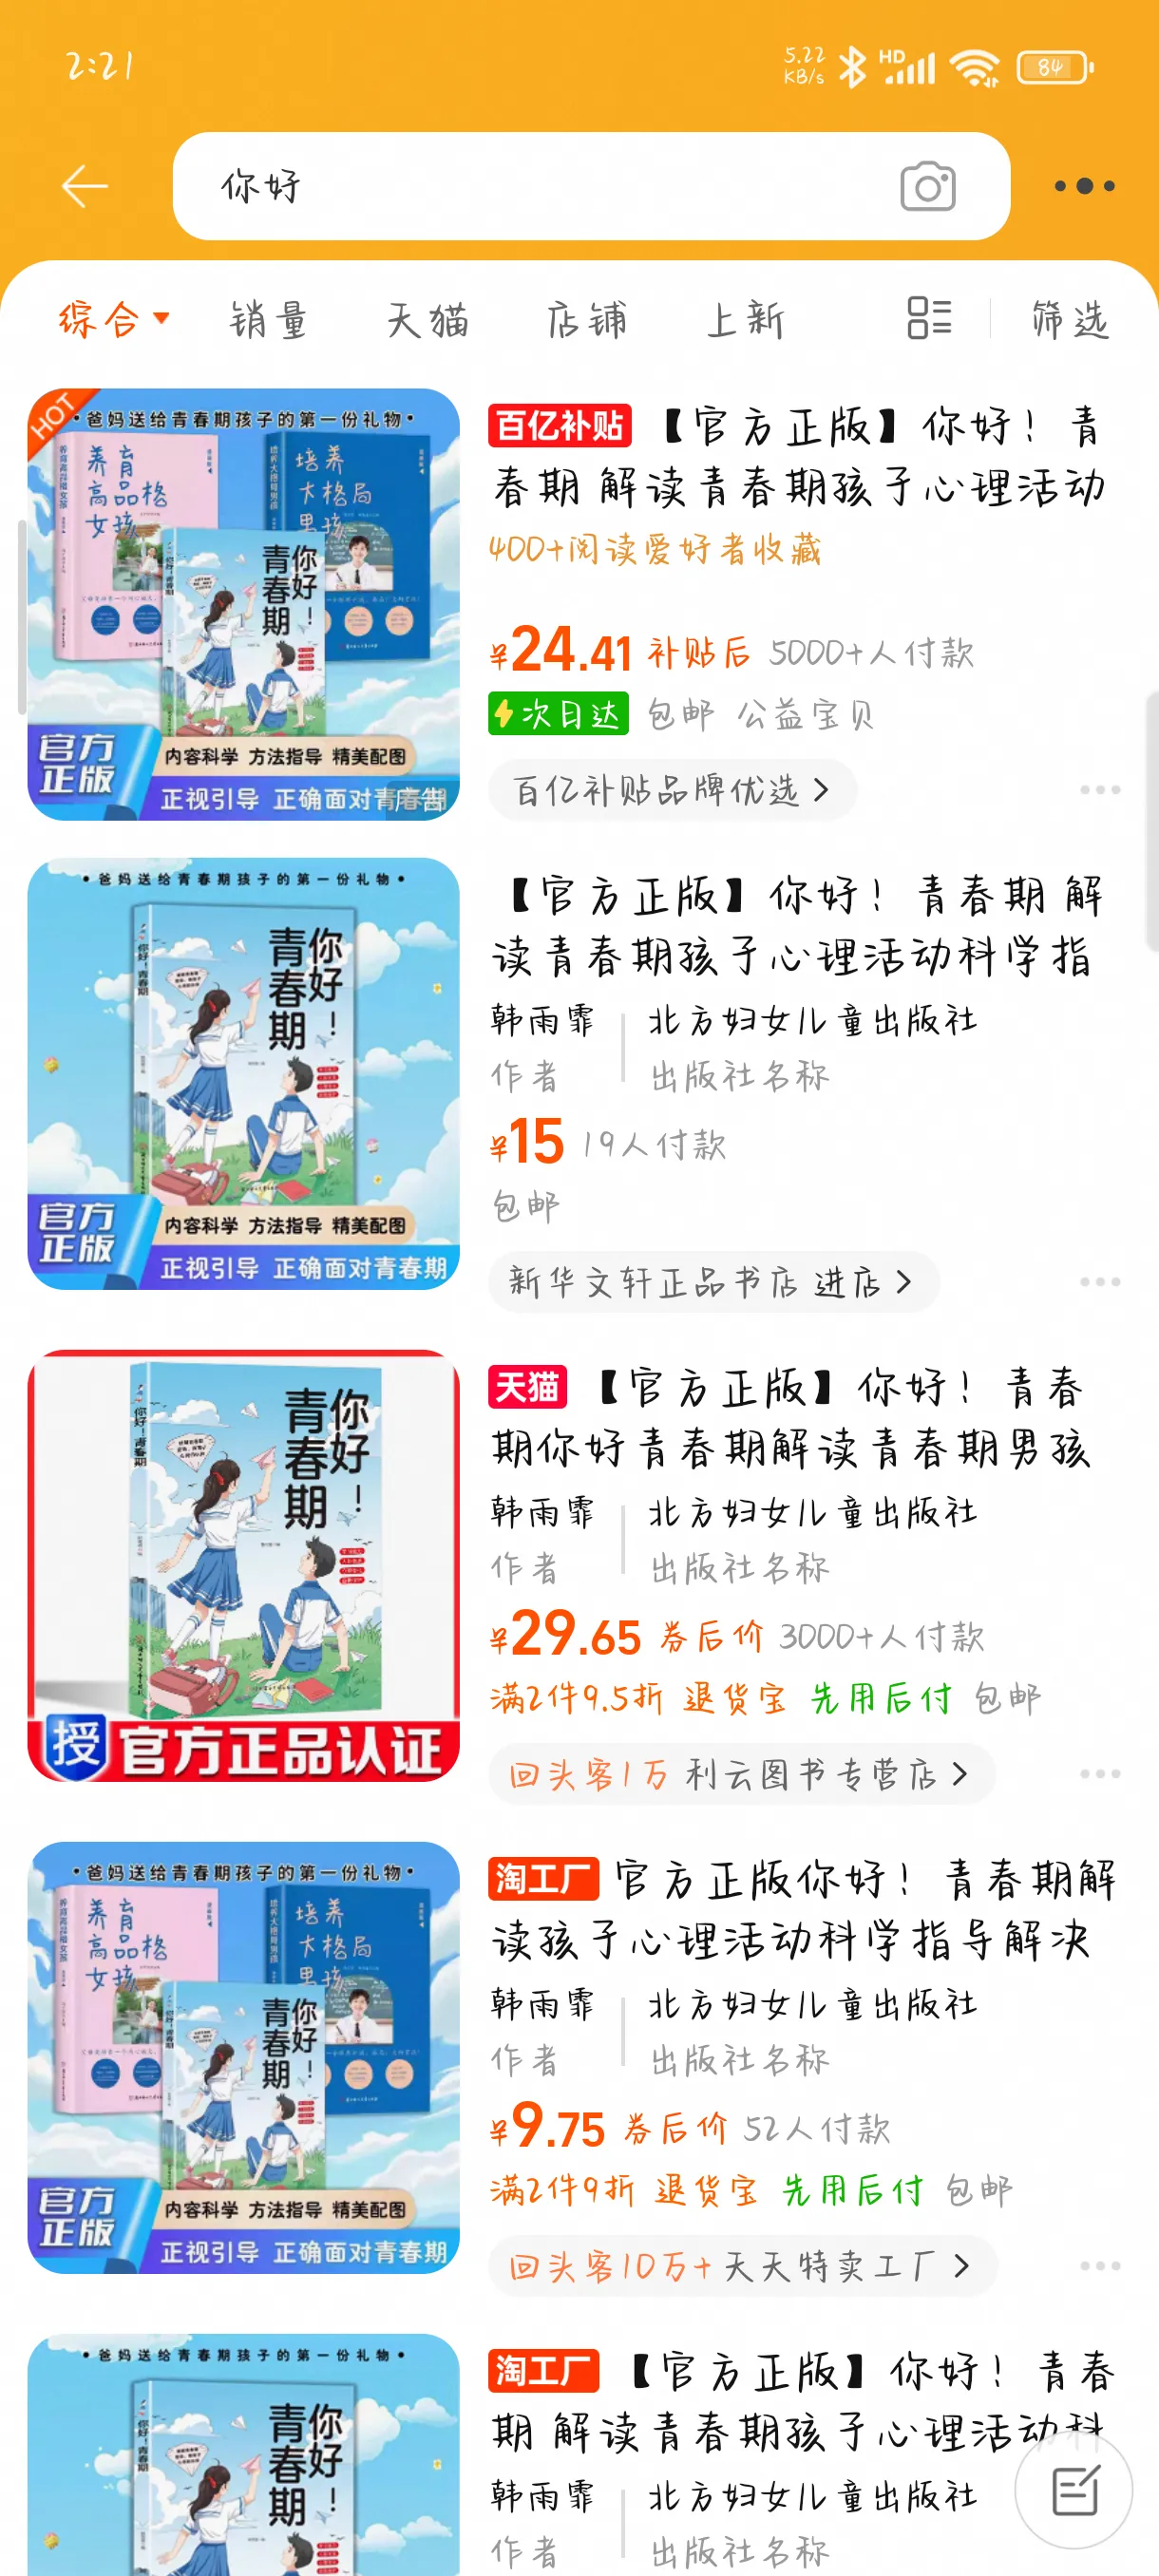 2:21
5.22 KB/s HD 84
你好
综合 销量 天猫 店铺 上新 筛选
HOT
·爸妈送给青春期孩子的第一份礼物·
养育
高品格
女孩
培养
大格局
男孩
你好!
青春期
官方
正版
内容科学 方法指导 精美配图
正视引导 正确面对青春期
广告
百亿补贴 【官方正版】你好！青
春期 解读青春期孩子心理活动
400+阅读爱好者收藏
¥24.41 补贴后 5000+人付款
次日达 包邮 公益宝贝
百亿补贴品牌优选 >
•爸妈送给青春期孩子的第一份礼物•
你好!
青春期
你好!青春期
官方
正版
内容科学 方法指导 精美配图
正视引导 正确面对青春期
【官方正版】你好！青春期 解
读青春期孩子心理活动科学指
韩雨霏 北方妇女儿童出版社
作者 出版社名称
¥15 19人付款
包邮
新华文轩正品书店 进店 >
你好!
青春期
你好!青春期
授 官方正品认证
天猫 【官方正版】你好！青春
期你好青春期解读青春期男孩
韩雨霏 北方妇女儿童出版社
作者 出版社名称
¥29.65 券后价 3000+人付款
满2件9.5折 退货宝 先用后付 包邮
回头客1万 利云图书专营店 >
·爸妈送给青春期孩子的第一份礼物·
养育
高品格
女孩
培养
大格局
男孩
你好!
青春期
官方
正版
内容科学 方法指导 精美配图
正视引导 正确面对青春期
淘工厂 官方正版你好！青春期解
读孩子心理活动科学指导解决
韩雨霏 北方妇女儿童出版社
作者 出版社名称
¥9.75 券后价 52人付款
满2件9折 退货宝 先用后付 包邮
回头客10万+ 天天特卖工厂 >
•爸妈送给青春期孩子的第一份礼物•
你好!
青春期
你好!青春期
淘工厂 【官方正版】你好！青春
期 解读青春期孩子心理活动科
韩雨霏 北方妇女儿童出版社
作者 出版社名称